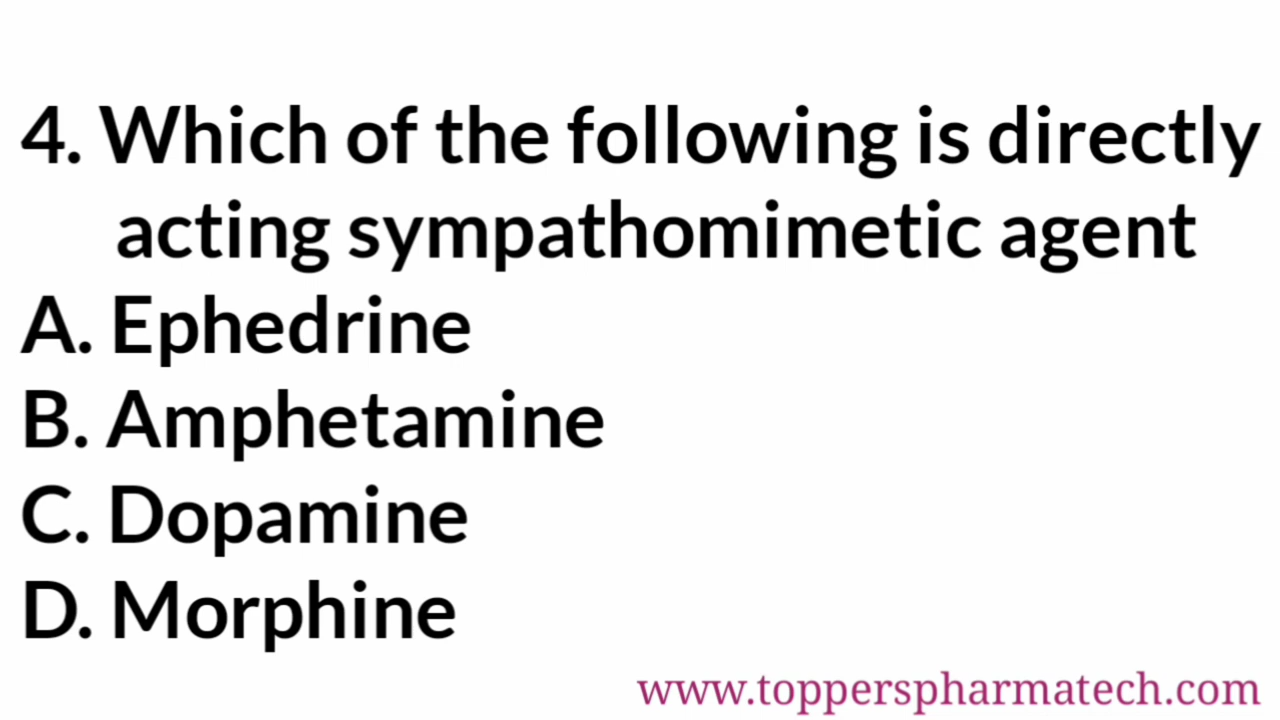 4. Which of the following is directly
acting sympathomimetic agent
A. Ephedrine
B. Amphetamine
C. Dopamine
D. Morphine
www.topperspharmatech.com